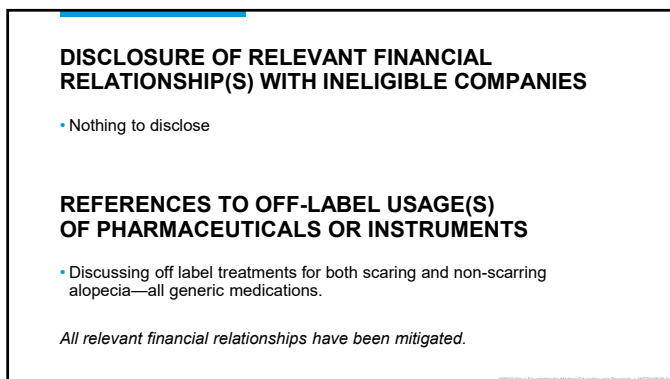 DISCLOSURE OF RELEVANT FINANCIAL
RELATIONSHIP(S) WITH INELIGIBLE COMPANIES
• Nothing to disclose
REFERENCES TO OFF-LABEL USAGE(S)
OF PHARMACEUTICALS OR INSTRUMENTS
• Discussing off label treatments for both scaring and non-scarring
alopecia—all generic medications.
All relevant financial relationships have been mitigated.